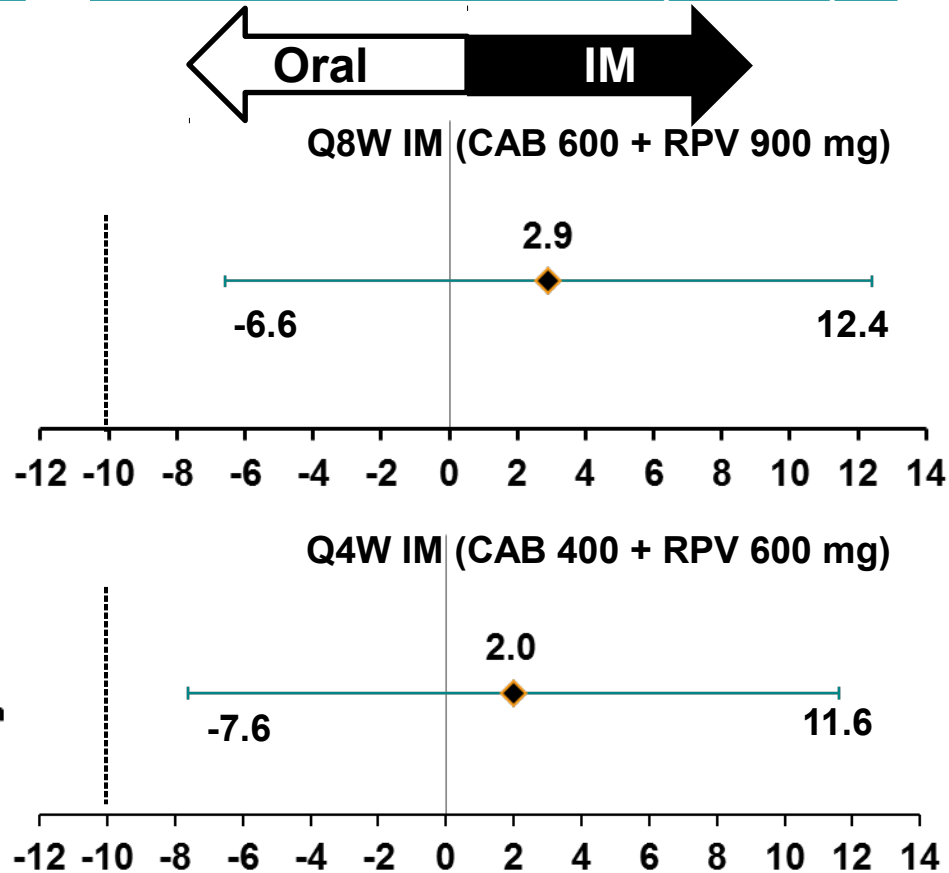 Oral IM
Q8W IM (CAB 600 + RPV 900 mg)
2.9
-6.6 12.4
-12 -10 -8 -6 -4 -2 0 2 4 6 8 10 12 14
Q4W IM (CAB 400 + RPV 600 mg)
2.0
-7.6 11.6
-12 -10 -8 -6 -4 -2 0 2 4 6 8 10 12 14